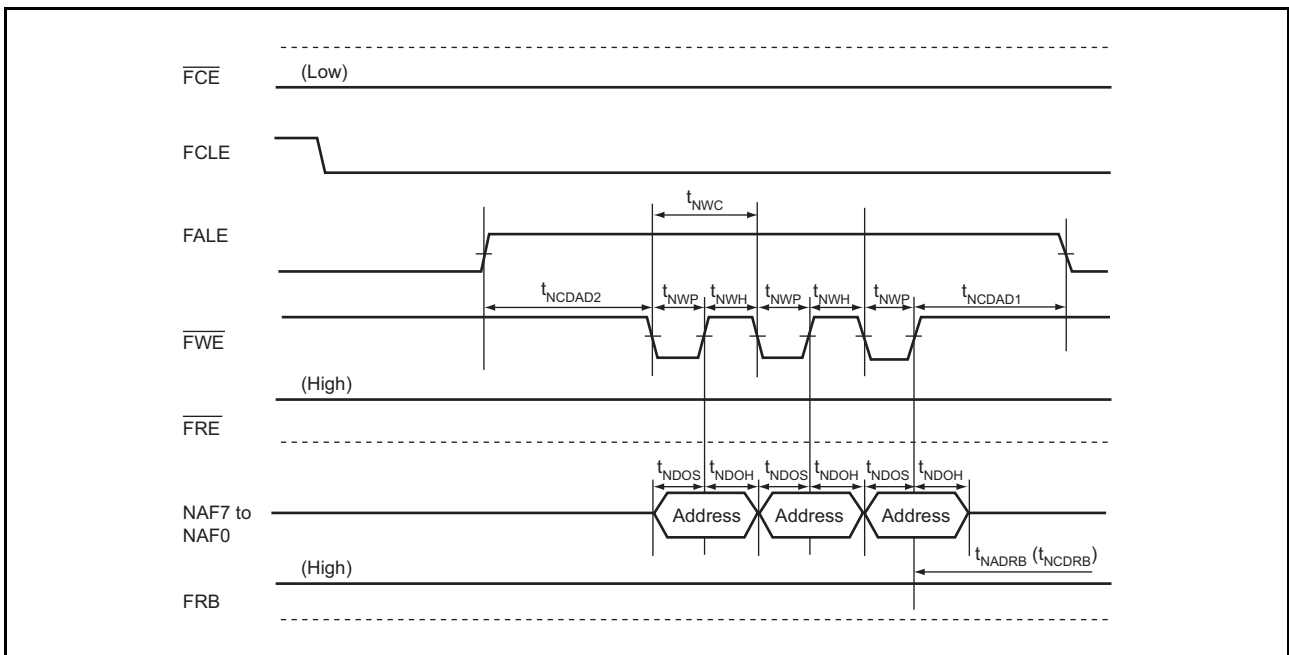 FCE (Low)
FCLE
tNWC
FALE
tNCDAD2 tNWP tNWH tNWP tNWH tNWP tNCDAD1
FWE
(High)
FRE
tNDOS tNDOH tNDOS tNDOH tNDOS tNDOH
NAF7 to
NAF0
Address Address Address
tNADRB (tNCDRB)
(High)
FRB